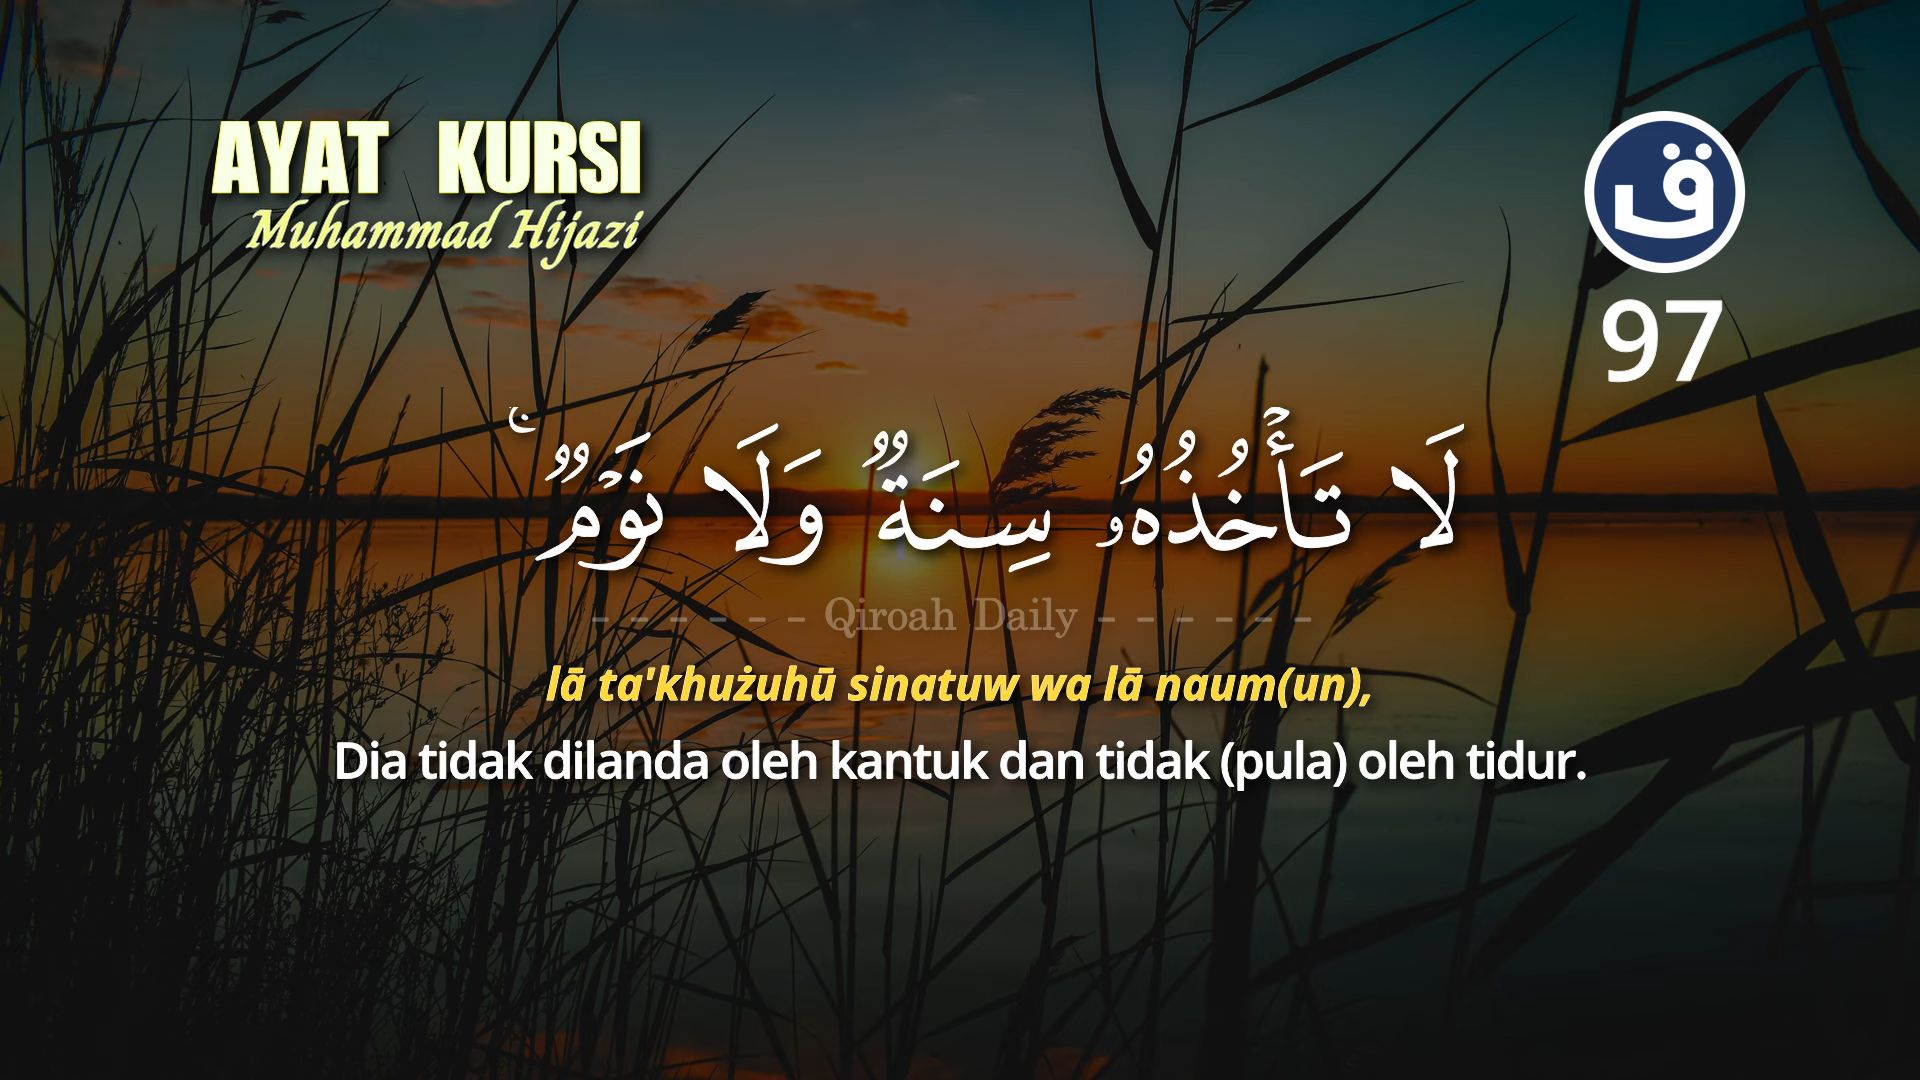 AYAT KURSI
Muhammad Hijazi
ق
97
لَا تَأْخُذُهُۥ سِنَةٌ وَلَا نَوْمٌ ۚ
- - - - - - Qiroah Daily - - - - - -
lā ta'khużuhū sinatuw wa lā naum(un),
Dia tidak dilanda oleh kantuk dan tidak (pula) oleh tidur.